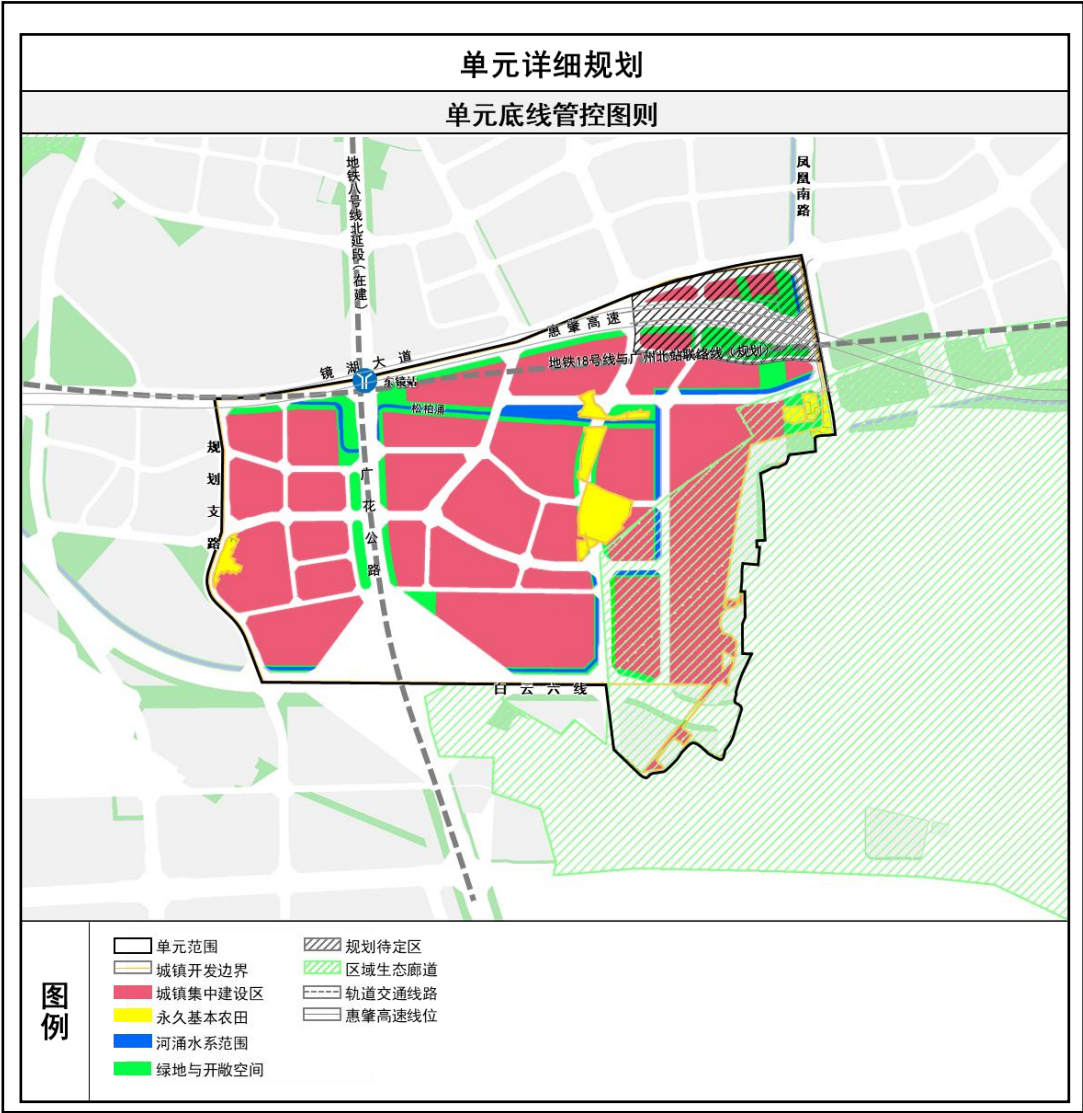 单元详细规划
单元底线管控图则
地铁八号线北延段（在建）
凤凰南路
惠肇高速
镜湖大道
地铁18号线与广州北站联络线（规划）
东镜站
松柏涌
规划支路
广花公路
白云六线
图例
单元范围
城镇开发边界
城镇集中建设区
永久基本农田
河涌水系范围
绿地与开敞空间
规划待定区
区域生态廊道
轨道交通线路
惠肇高速线位